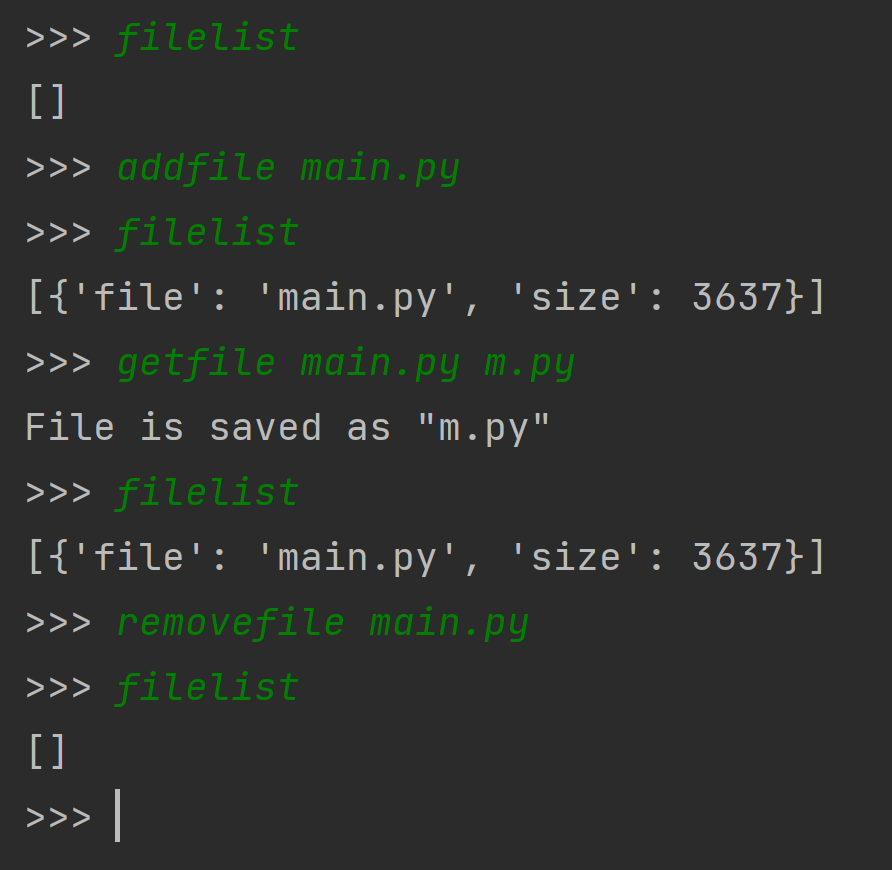 >>> filelist
[]
>>> addfile main.py
>>> filelist
[{'file': 'main.py', 'size': 3637}]
>>> getfile main.py m.py
File is saved as "m.py"
>>> filelist
[{'file': 'main.py', 'size': 3637}]
>>> removefile main.py
>>> filelist
[]
>>>